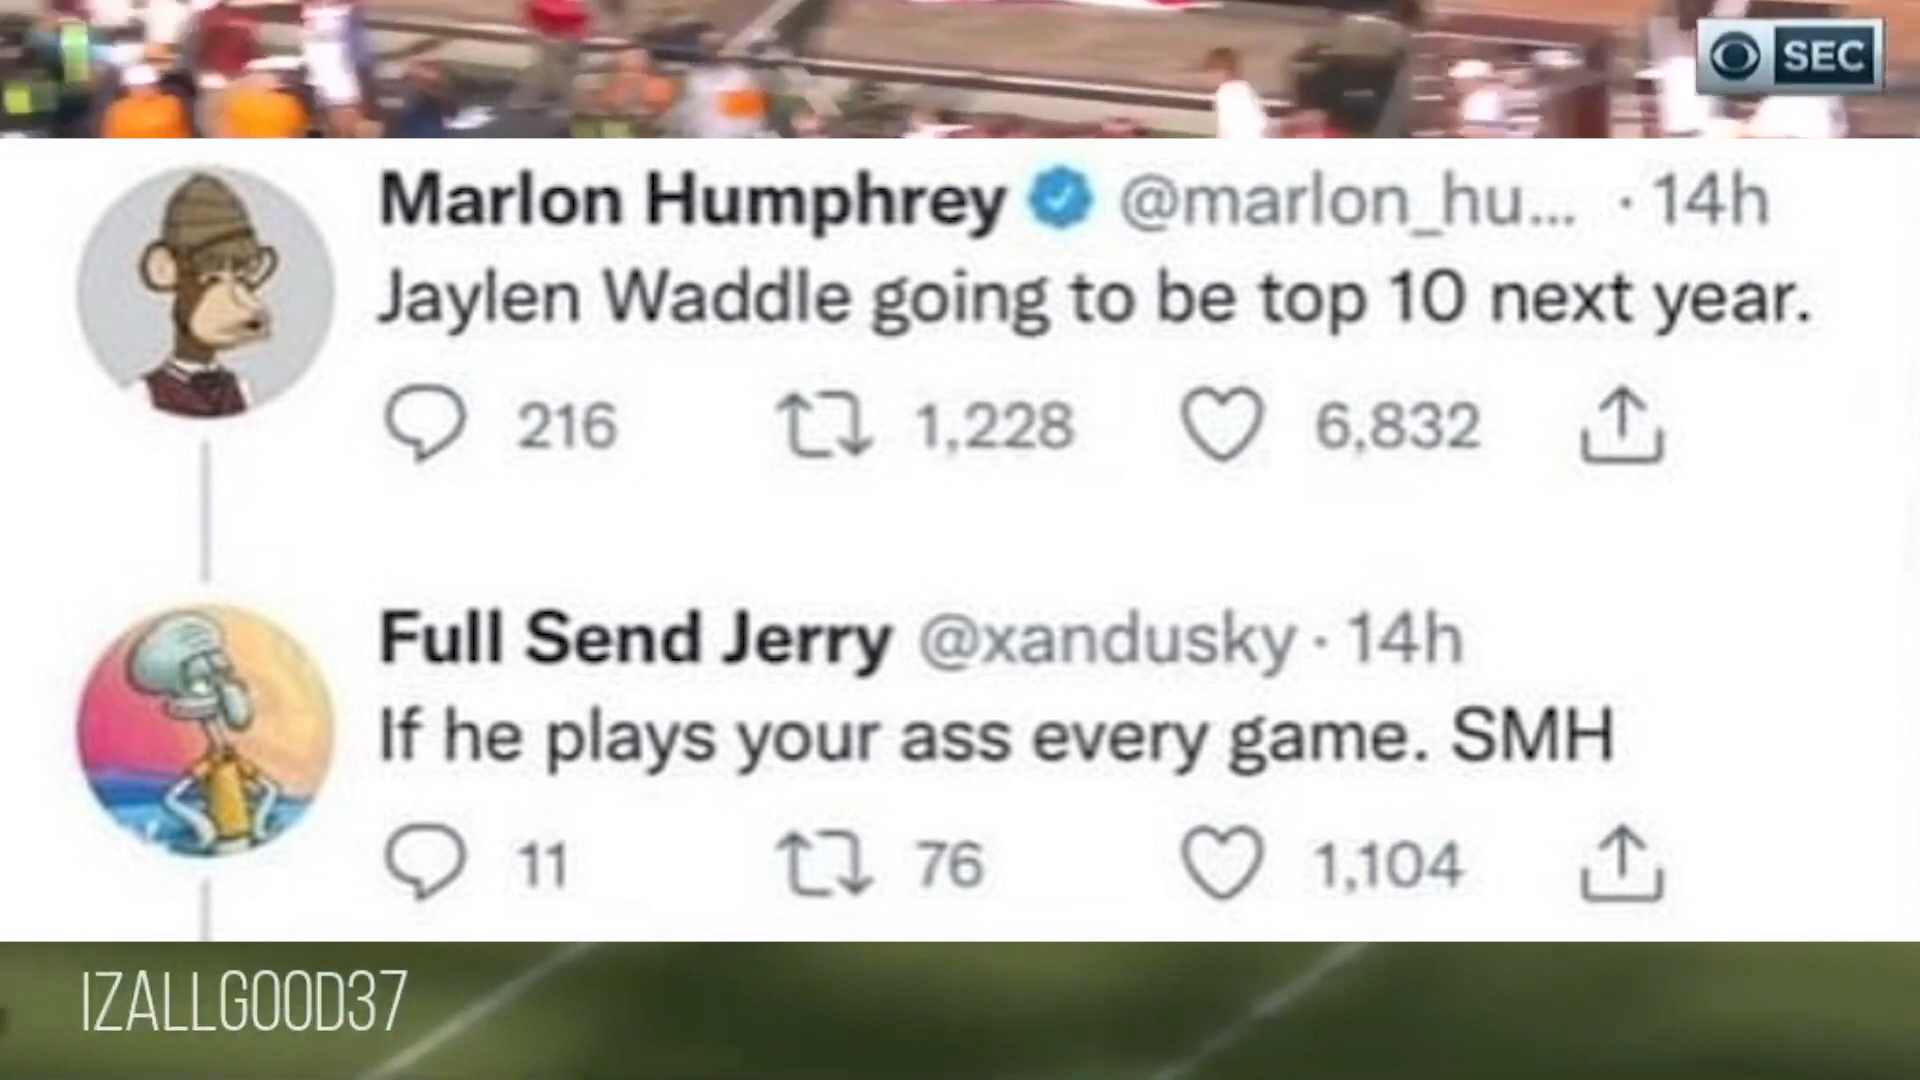 SEC
Marlon Humphrey @marlon_hu... · 14h
Jaylen Waddle going to be top 10 next year.
216 1,228 6,832
Full Send Jerry @xandusky · 14h
If he plays your ass every game. SMH
11 76 1,104
IZALLGOOD37